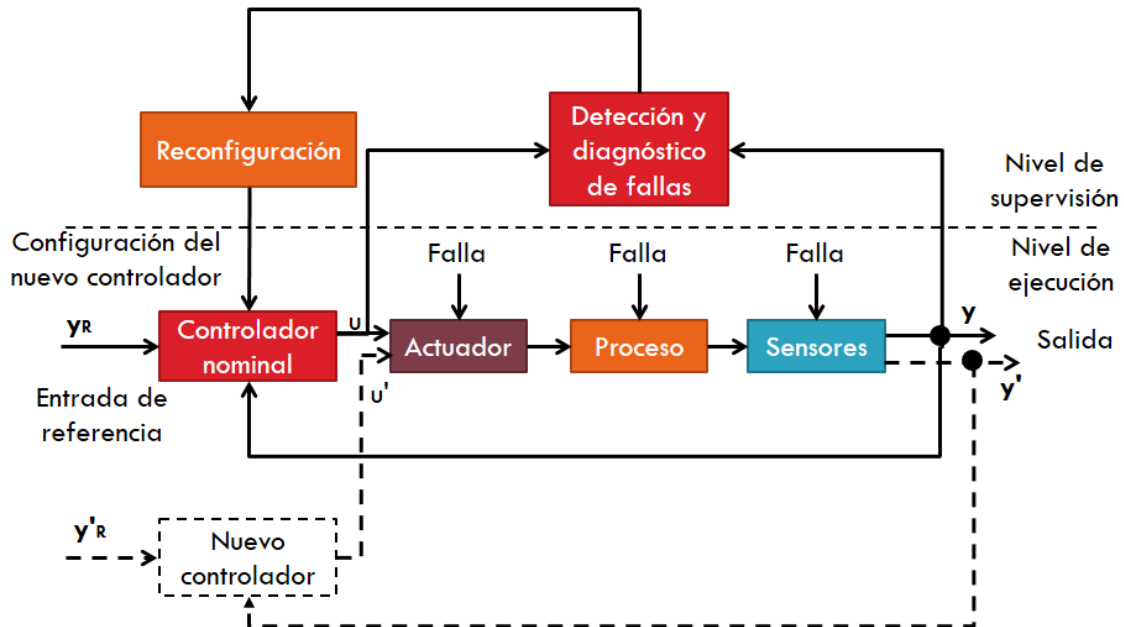 Detección y
diagnóstico
de fallas
Reconfiguración
Nivel de
supervisión
Configuración del
nuevo controlador
Falla
Falla
Falla
Nivel de
ejecución
yR
Controlador
nominal
u
u'
Actuador
Proceso
Sensores
y
y'
Salida
Entrada de
referencia
y'R
Nuevo
controlador